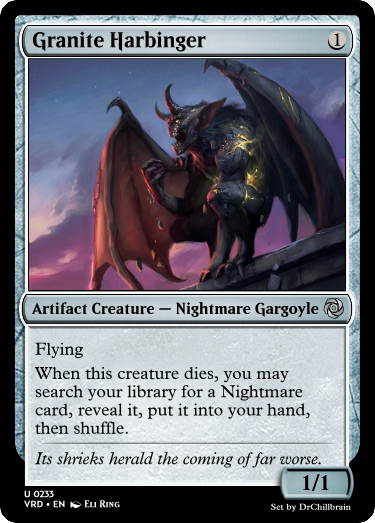 Granite Harbinger 1
Artifact Creature — Nightmare Gargoyle
Flying
When this creature dies, you may
search your library for a Nightmare
card, reveal it, put it into your hand,
then shuffle.
Its shrieks herald the coming of far worse.
1/1
U 0233
VRD • EN Eli Ring
Set by DrChillbrain